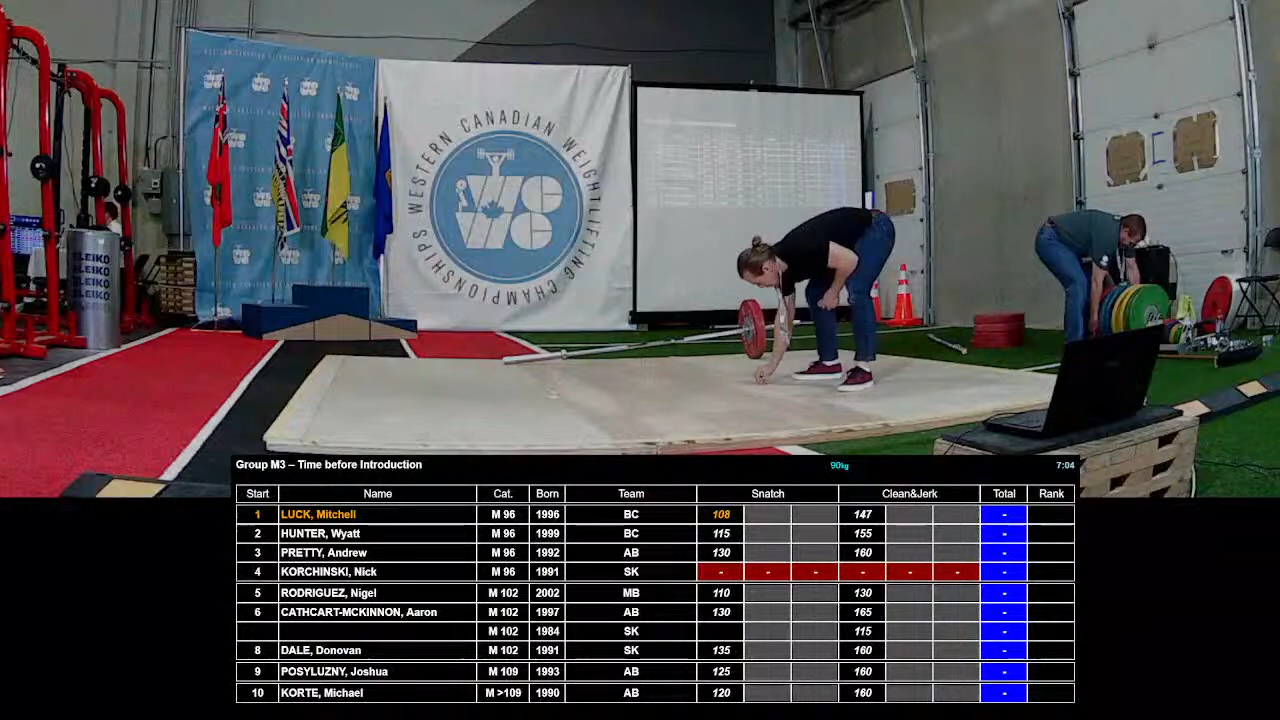 WESTERN CANADIAN WEIGHTLIFTING CHAMPIONSHIPS
WC
WC
ELEIKO
ELEIKO
ELEIKO
ELEIKO
Group M3 – Time before Introduction 90kg 7:04
Start Name Cat. Born Team Snatch Clean&Jerk Total Rank
1 LUCK, Mitchell M 96 1996 BC 108 147 -
2 HUNTER, Wyatt M 96 1999 BC 115 155 -
3 PRETTY, Andrew M 96 1992 AB 130 160 -
4 KORCHINSKI, Nick M 96 1991 SK - - - - - - -
5 RODRIGUEZ, Nigel M 102 2002 MB 110 130 -
6 CATHCART-MCKINNON, Aaron M 102 1997 AB 130 165 -
M 102 1984 SK 115 -
8 DALE, Donovan M 102 1991 SK 135 160 -
9 POSYLUZNY, Joshua M 109 1993 AB 125 160 -
10 KORTE, Michael M >109 1990 AB 120 160 -